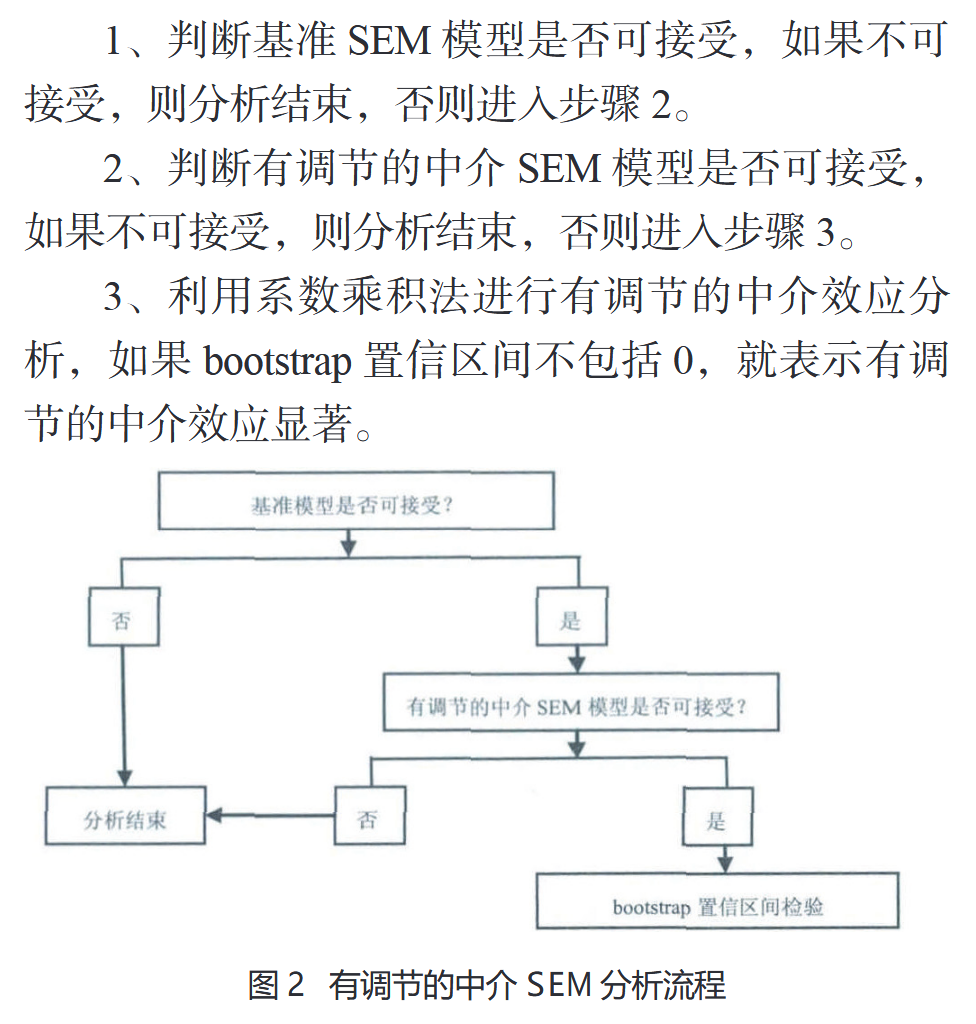 1、判断基准 SEM 模型是否可接受，如果不可
接受，则分析结束，否则进入步骤 2。
2、判断有调节的中介 SEM 模型是否可接受，
如果不可接受，则分析结束，否则进入步骤 3。
3、利用系数乘积法进行有调节的中介效应分
析，如果 bootstrap 置信区间不包括 0，就表示有调
节的中介效应显著。
基准模型是否可接受？
否
是
有调节的中介 SEM 模型是否可接受？
分析结束
否
是
bootstrap 置信区间检验
图 2 有调节的中介 SEM 分析流程